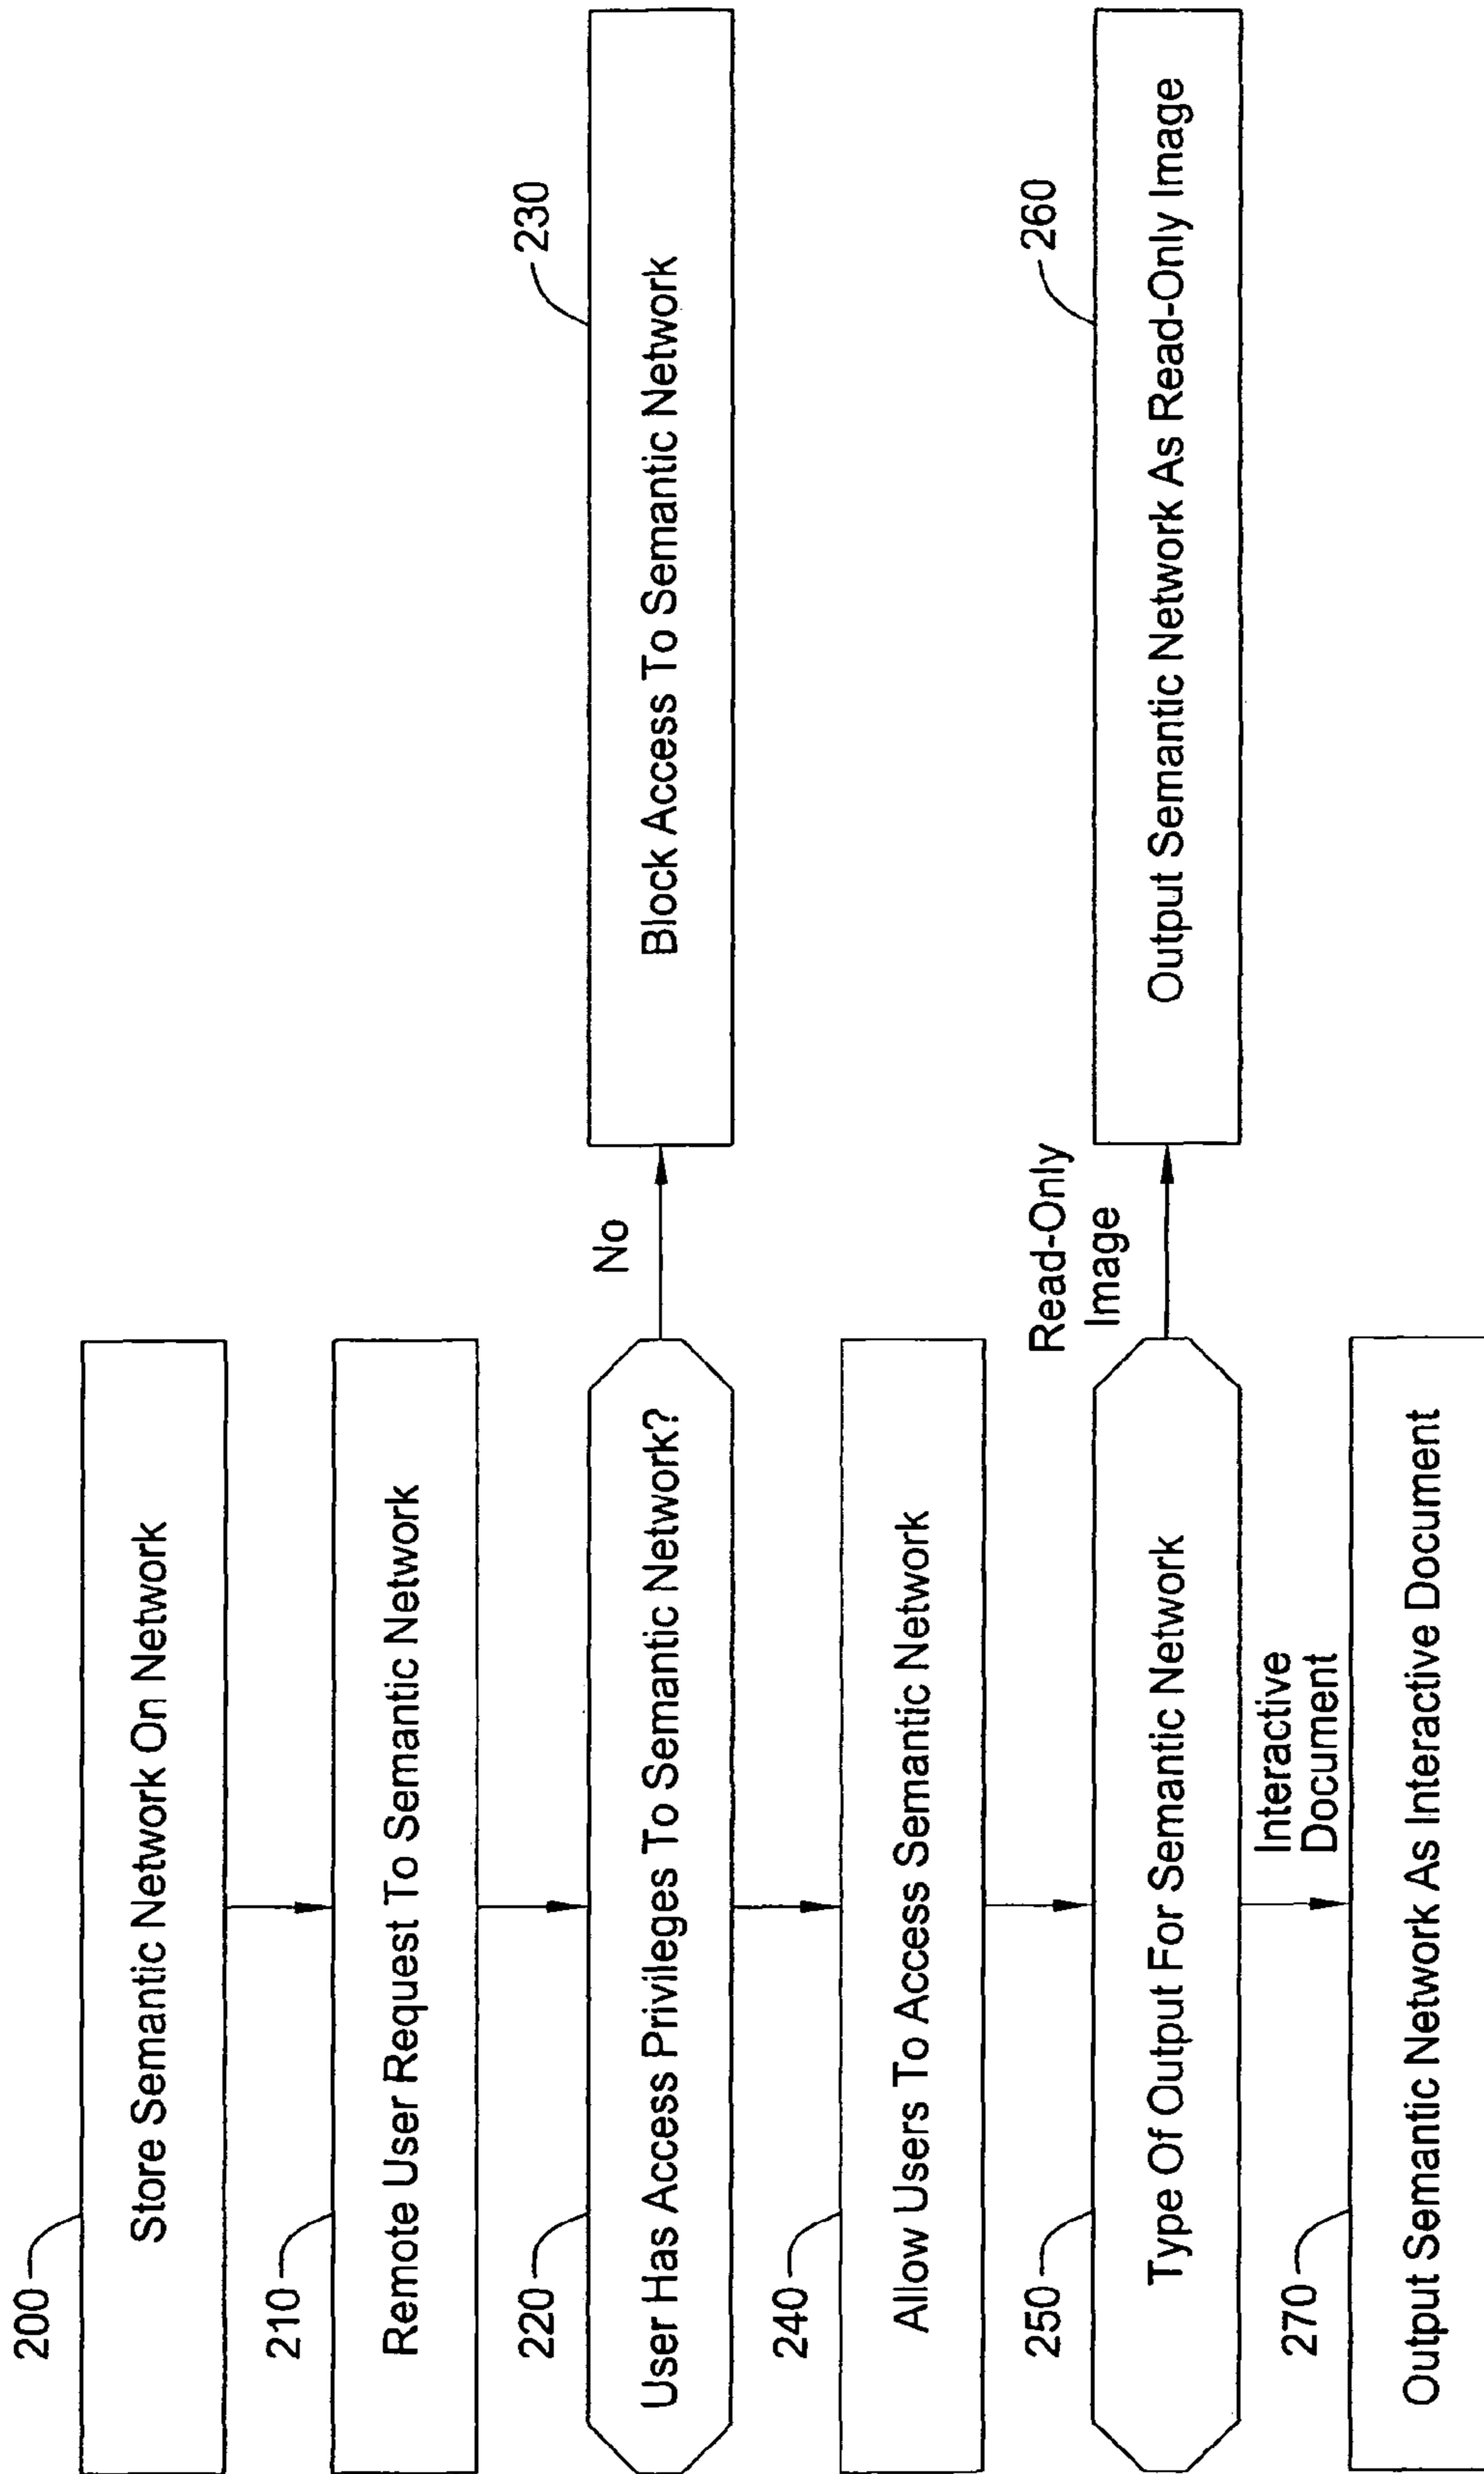 200
Store Semantic Network On Network
210
Remote User Request To Semantic Network
220
User Has Access Privileges To Semantic Network?
No
230
Block Access To Semantic Network
240
Allow Users To Access Semantic Network
250
Type Of Output For Semantic Network
Read-Only
Image
260
Output Semantic Network As Read-Only Image
Interactive
Document
270
Output Semantic Network As Interactive Document